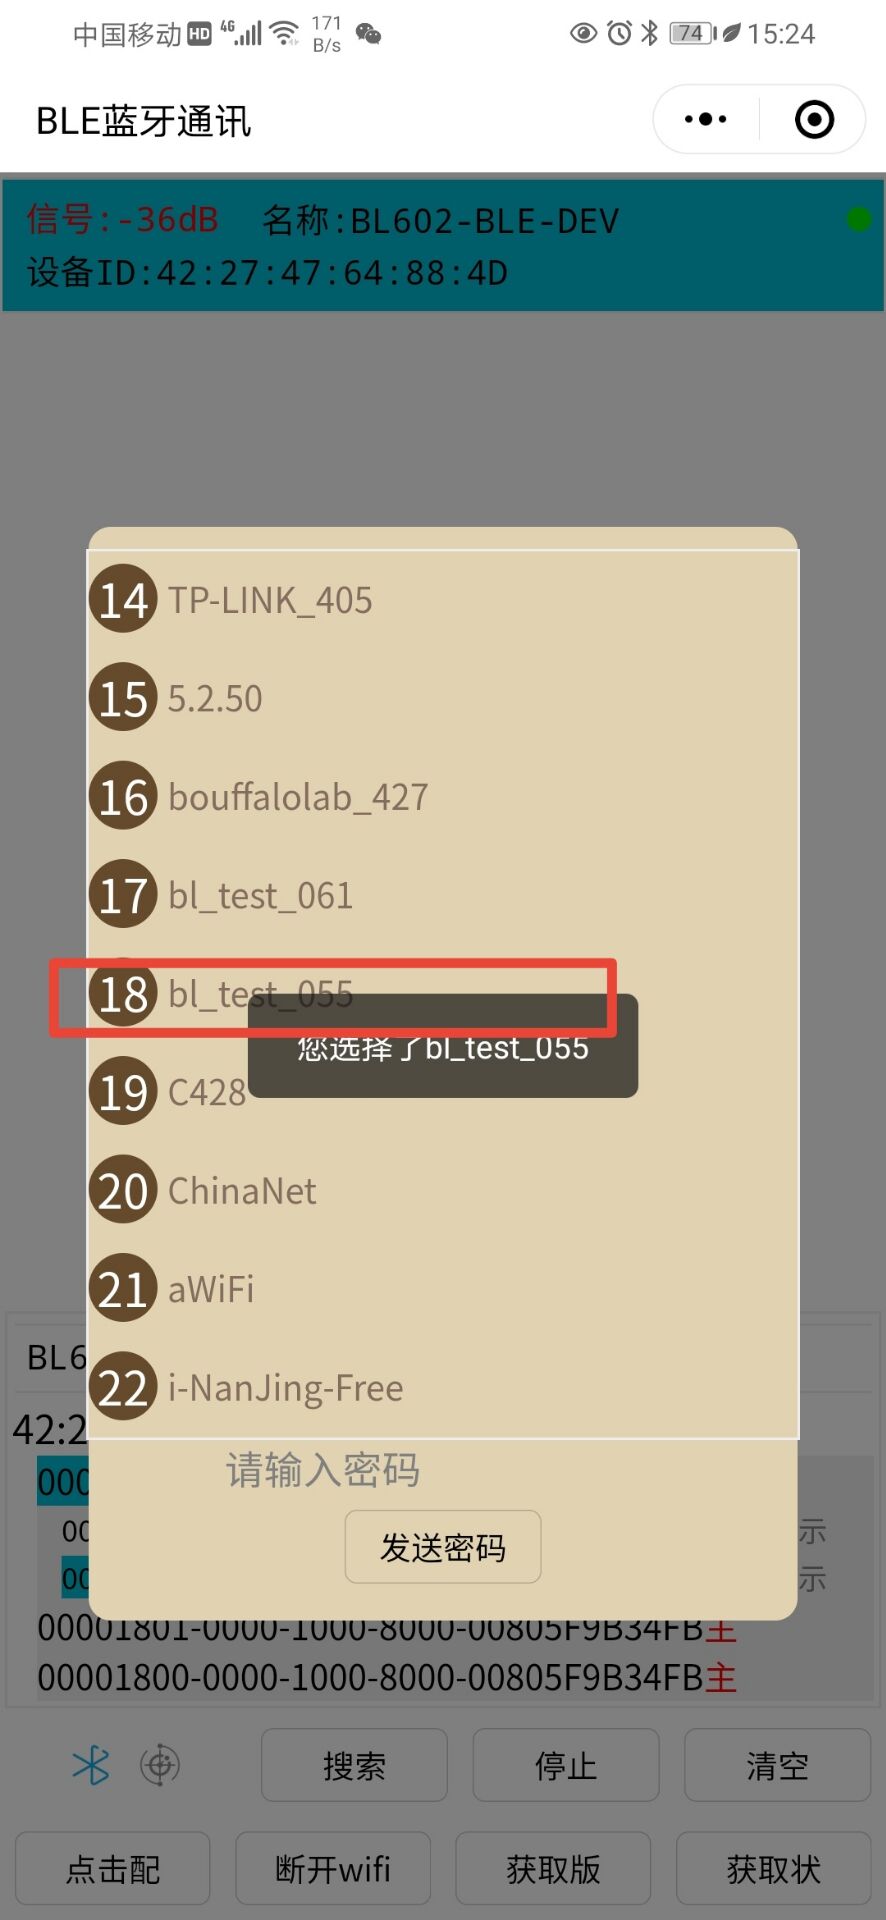 中国移动 HD 4G 171 B/s 74 15:24
BLE蓝牙通讯
信号:-36dB 名称:BL602-BLE-DEV
设备ID:42:27:47:64:88:4D
14 TP-LINK_405
15 5.2.50
16 bouffalolab_427
17 bl_test_061
18 bl_test_055
您选择了bl_test_055
19 C428
20 ChinaNet
21 aWiFi
22 i-NanJing-Free
BL6
42:2
请输入密码
000
发送密码
00 示
00 示
00001801-0000-1000-8000-00805F9B34FB主
00001800-0000-1000-8000-00805F9B34FB主
搜索 停止 清空
点击配 断开wifi 获取版 获取状